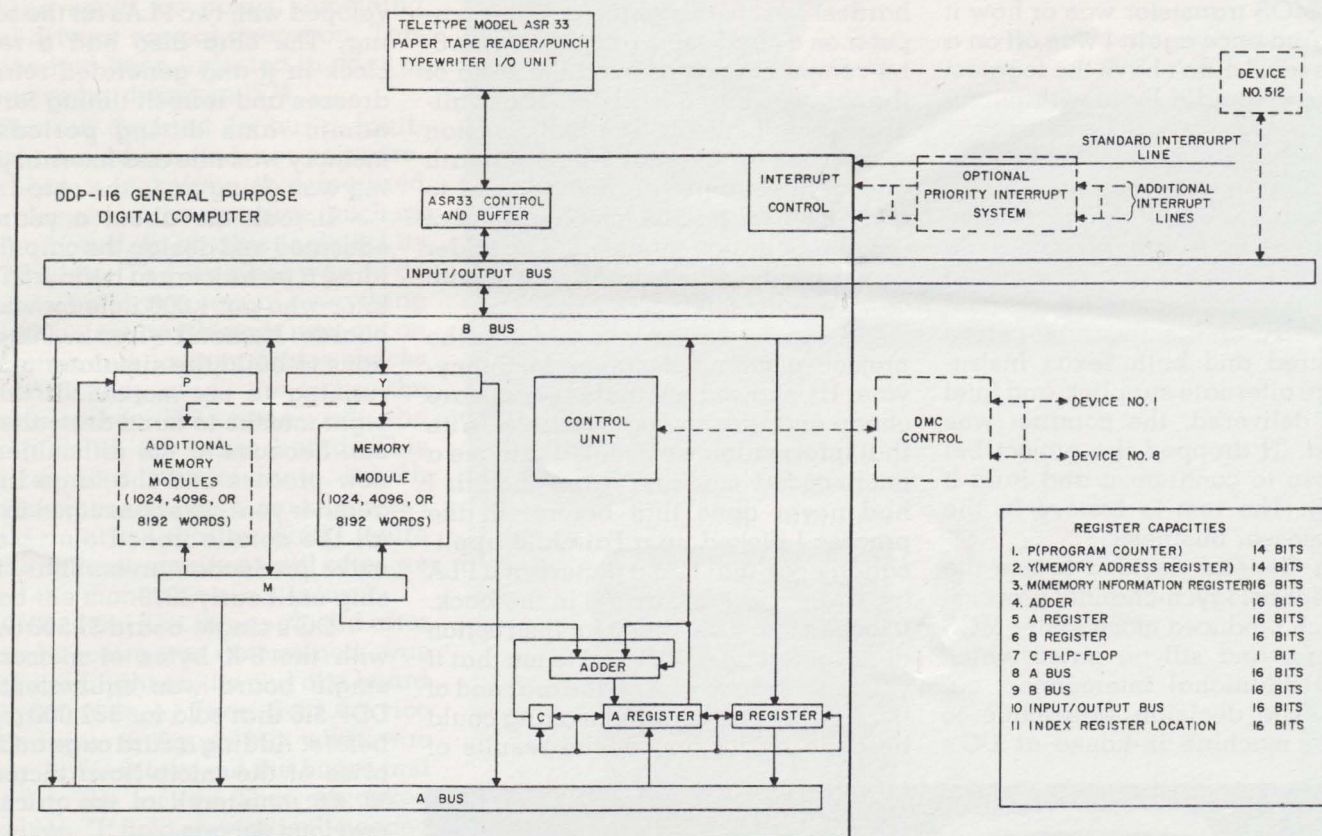 TELETYPE MODEL ASR 33
PAPER TAPE READER/PUNCH
TYPEWRITER I/O UNIT
DEVICE
NO. 512
STANDARD INTERRUPT
LINE
DDP-116 GENERAL PURPOSE
DIGITAL COMPUTER
ASR33 CONTROL
AND BUFFER
INTERRUPT
CONTROL
OPTIONAL
PRIORITY INTERRUPT
SYSTEM
ADDITIONAL
INTERRUPT
LINES
INPUT/OUTPUT BUS
B BUS
P
Y
ADDITIONAL
MEMORY
MODULES
(1024, 4096, OR
8192 WORDS)
MEMORY
MODULE
(1024, 4096, OR
8192 WORDS)
CONTROL
UNIT
DMC
CONTROL
DEVICE NO. 1
DEVICE NO. 8
M
ADDER
C
A REGISTER
B REGISTER
A BUS
REGISTER CAPACITIES
1. P(PROGRAM COUNTER) 14 BITS
2. Y(MEMORY ADDRESS REGISTER) 14 BITS
3. M(MEMORY INFORMATION REGISTER)16 BITS
4. ADDER 16 BITS
5 A REGISTER 16 BITS
6 B REGISTER 16 BITS
7 C FLIP-FLOP 1 BIT
8 A BUS 16 BITS
9 B BUS 16 BITS
10 INPUT/OUTPUT BUS 16 BITS
11 INDEX REGISTER LOCATION 16 BITS